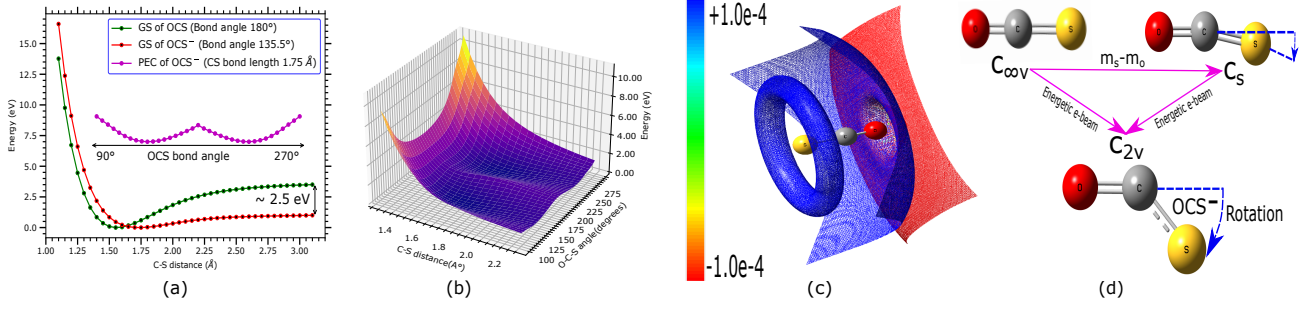 GS of OCS (Bond angle 180°)
GS of OCS⁻ (Bond angle 135.5°)
PEC of OCS⁻ (CS bond length 1.75 Å)
15.0
12.5
10.0
7.5
5.0
2.5
0.0
Energy (eV)
90°
OCS bond angle
270°
~ 2.5 eV
1.00
1.25
1.50
1.75
2.00
2.25
2.50
2.75
3.00
C-S distance (Å)
(a)
10.00
8.00
6.00
4.00
2.00
0.00
Energy (eV)
1.4
1.6
1.8
2.0
2.2
C-S distance(A°)
100
125
150
175
200
225
250
275
O-C-S angle(degrees)
(b)
+1.0e-4
-1.0e-4
S
C
O
(c)
C
S
C
S
C∞v
mₛ-mₒ
Cₛ
Energetic e-beam
Energetic e-beam
C₂ᵥ
C
OCS⁻
Rotation
S
(d)